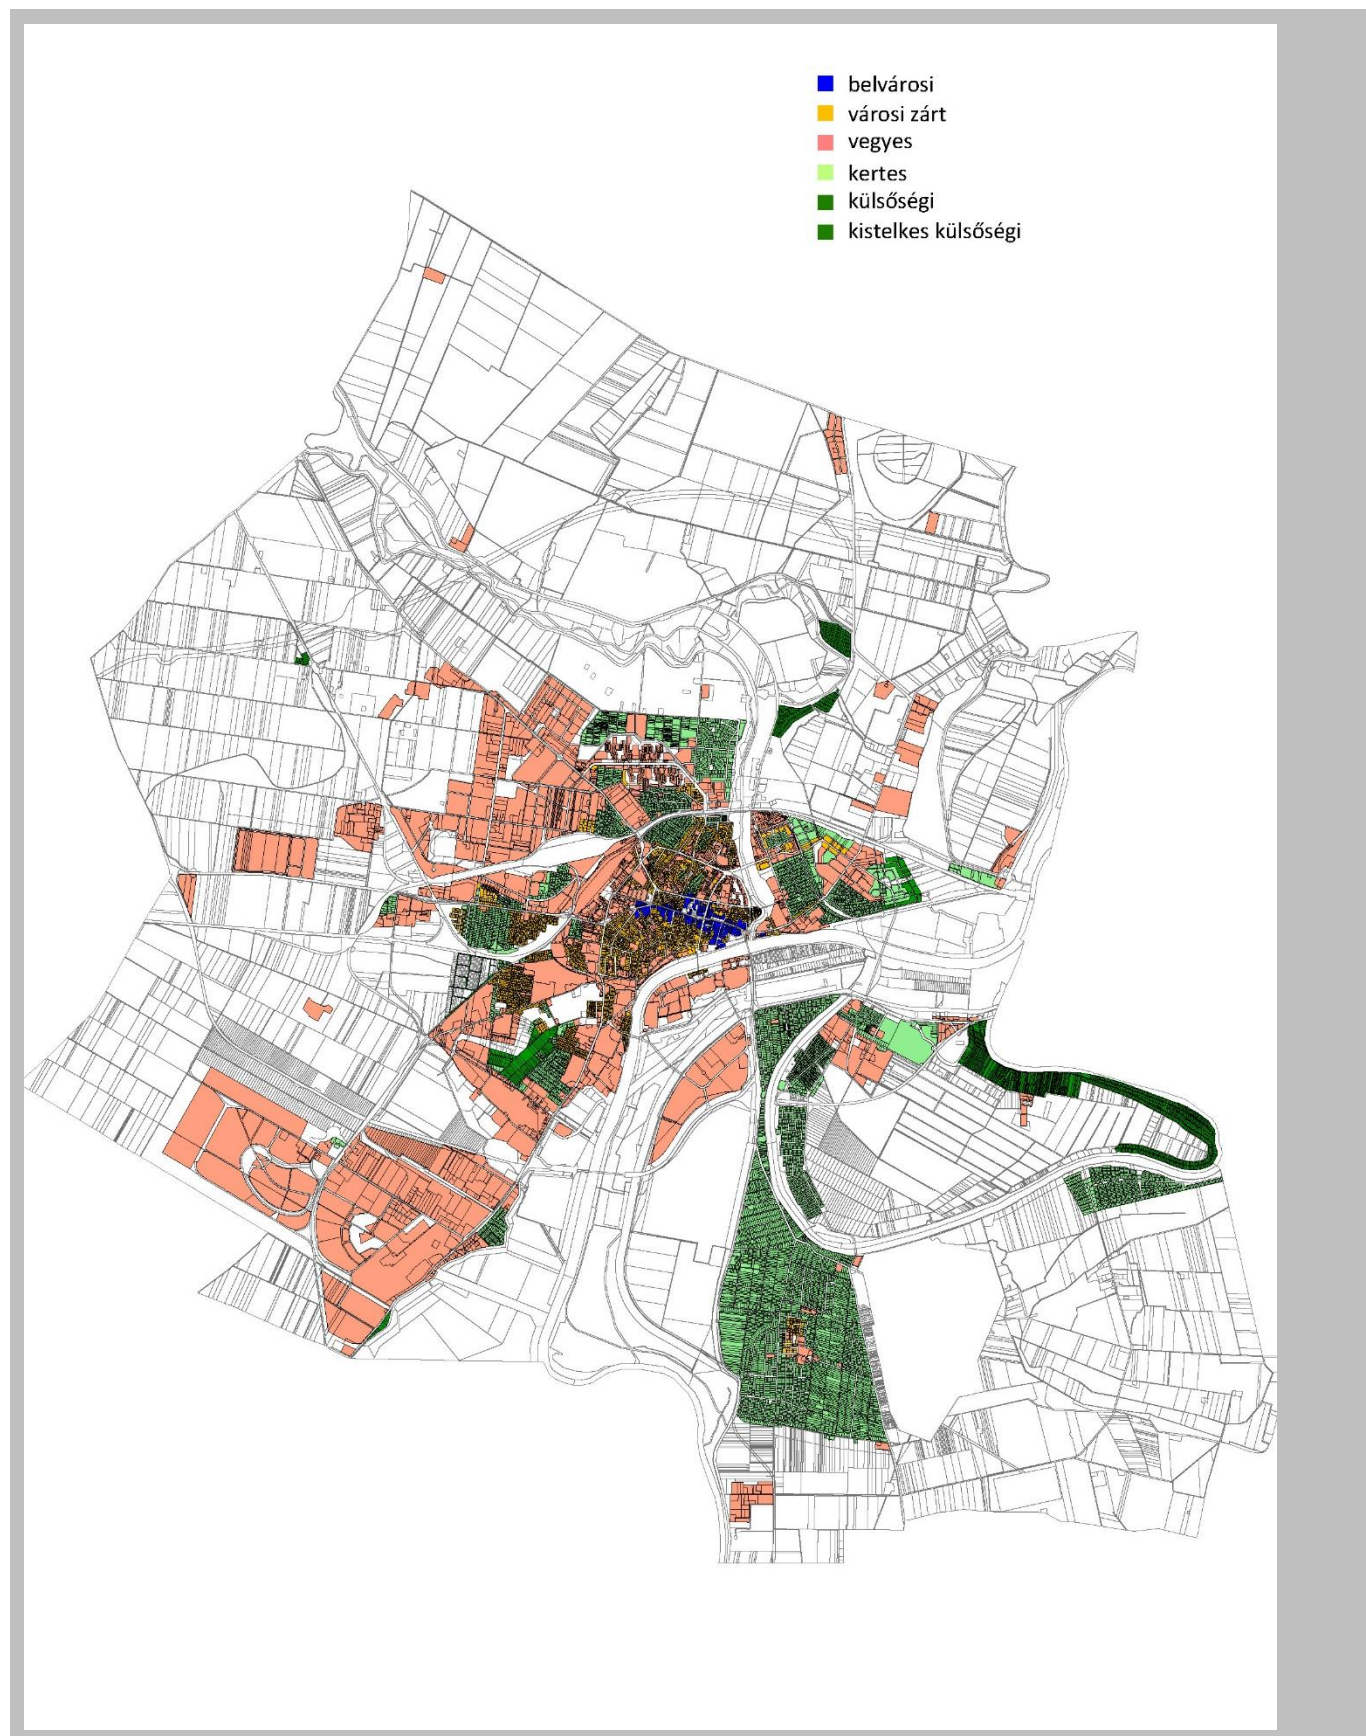 belvárosi
városi zárt
vegyes
kertes
külsőségi
kistelkes külsőségi